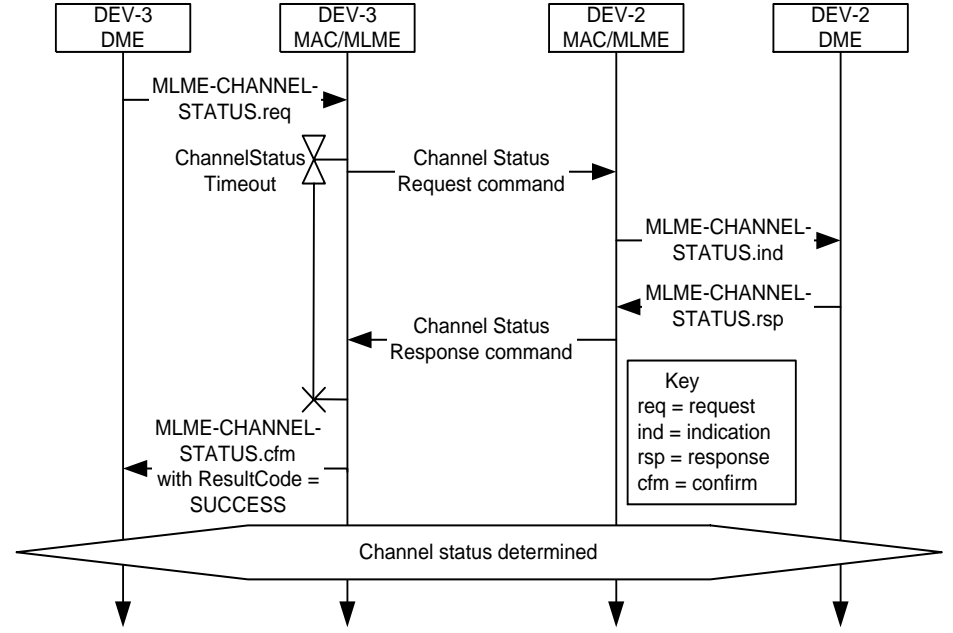 DEV-3
DME
DEV-3
MAC/MLME
DEV-2
MAC/MLME
DEV-2
DME
MLME-CHANNEL-
STATUS.req
ChannelStatus
Timeout
Channel Status
Request command
MLME-CHANNEL-
STATUS.ind
MLME-CHANNEL-
STATUS.rsp
Channel Status
Response command
Key
req = request
ind = indication
rsp = response
cfm = confirm
MLME-CHANNEL-
STATUS.cfm
with ResultCode =
SUCCESS
Channel status determined